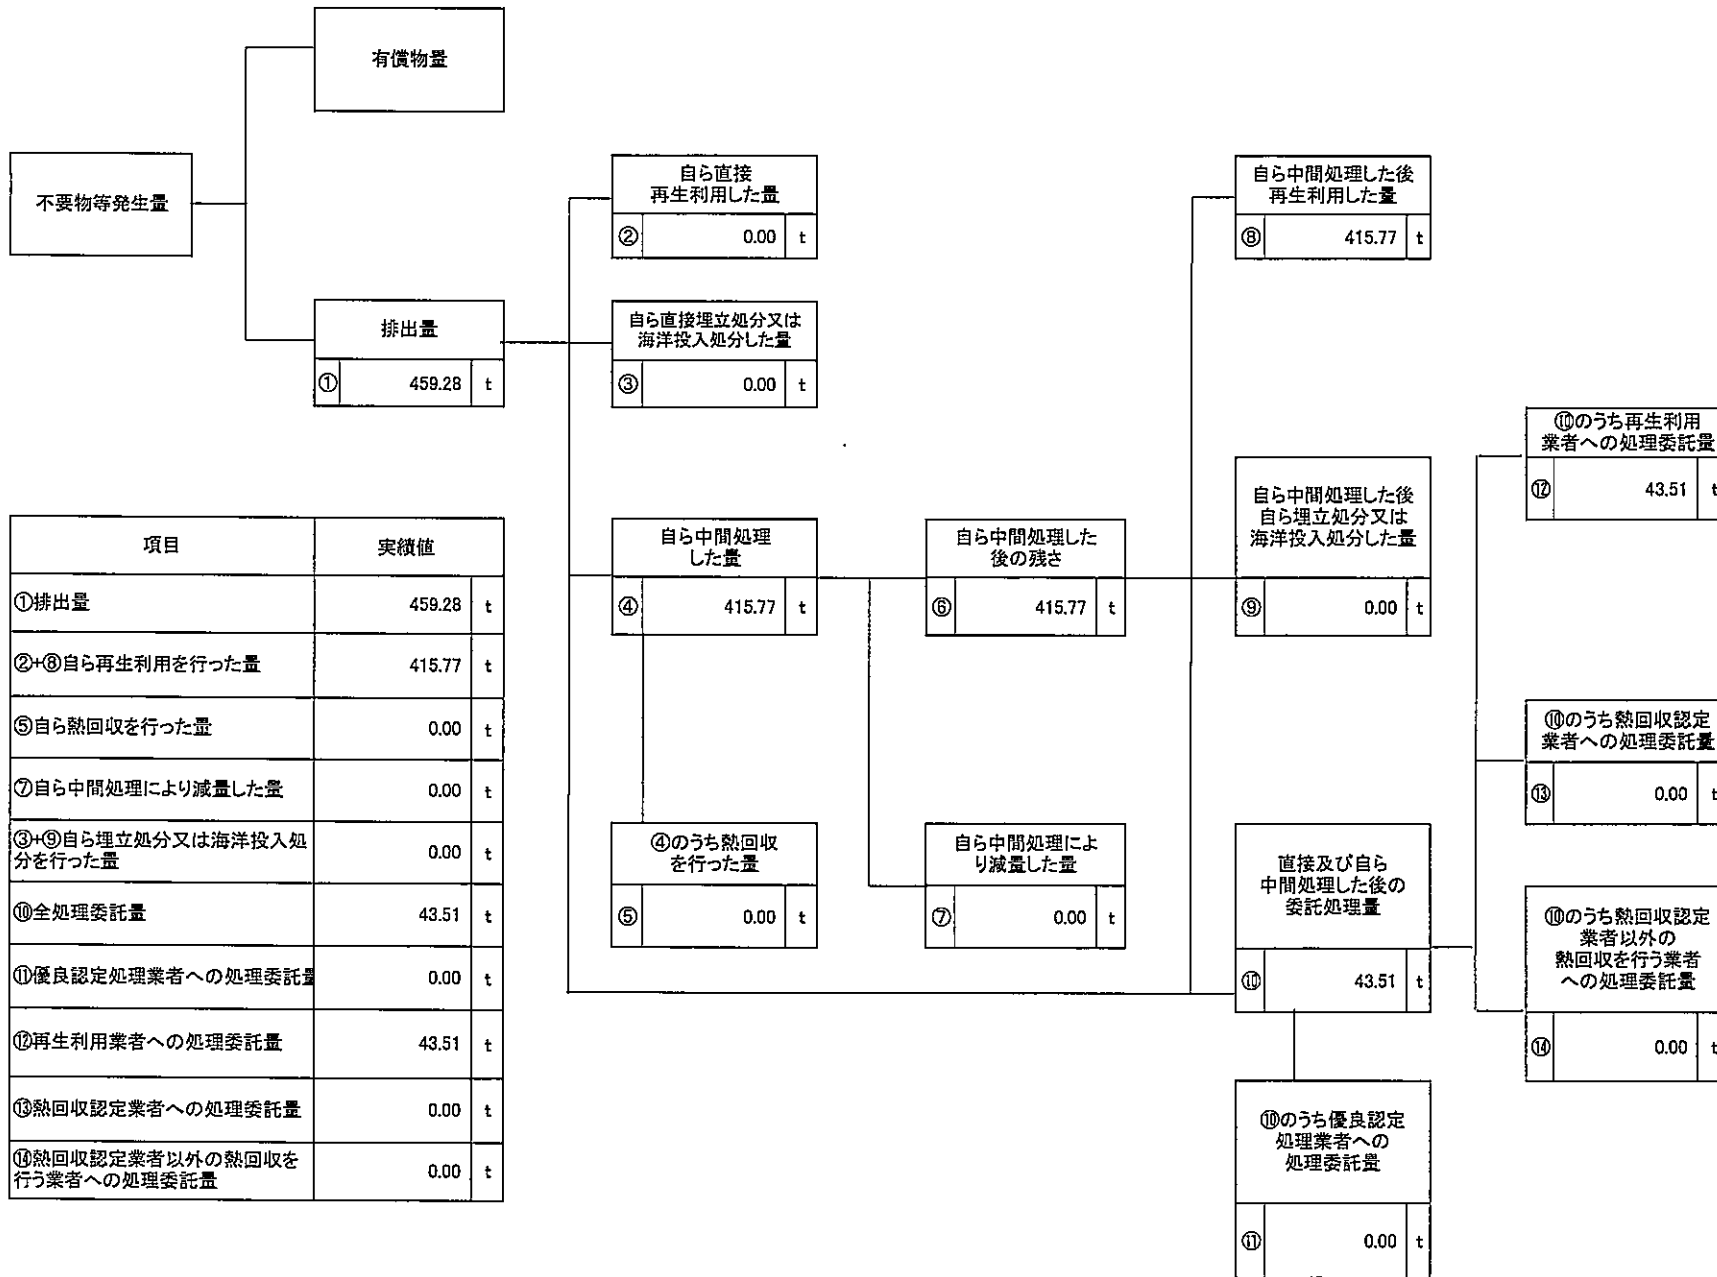 有償物量
不要物等発生量
排出量
① 459.28 t
自ら直接
再生利用した量
② 0.00 t
自ら直接埋立処分又は
海洋投入処分した量
③ 0.00 t
自ら中間処理
した量
④ 415.77 t
④のうち熱回収
を行った量
⑤ 0.00 t
自ら中間処理した
後の残さ
⑥ 415.77 t
自ら中間処理によ
り減量した量
⑦ 0.00 t
自ら中間処理した後
再生利用した量
⑧ 415.77 t
自ら中間処理した後
自ら埋立処分又は
海洋投入処分した量
⑨ 0.00 t
直接及び自ら
中間処理した後の
委託処理量
⑩ 43.51 t
⑩のうち優良認定
処理業者への
処理委託量
⑪ 0.00 t
⑩のうち再生利用
業者への処理委託量
⑫ 43.51 t
⑩のうち熱回収認定
業者への処理委託量
⑬ 0.00 t
⑩のうち熱回収認定
業者以外の
熱回収を行う業者
への処理委託量
⑭ 0.00 t
項目 実績値
①排出量 459.28 t
②+⑧自ら再生利用を行った量 415.77 t
⑤自ら熱回収を行った量 0.00 t
⑦自ら中間処理により減量した量 0.00 t
③+⑨自ら埋立処分又は海洋投入処
分を行った量 0.00 t
⑩全処理委託量 43.51 t
⑪優良認定処理業者への処理委託量 0.00 t
⑫再生利用業者への処理委託量 43.51 t
⑬熱回収認定業者への処理委託量 0.00 t
⑭熱回収認定業者以外の熱回収を
行う業者への処理委託量 0.00 t